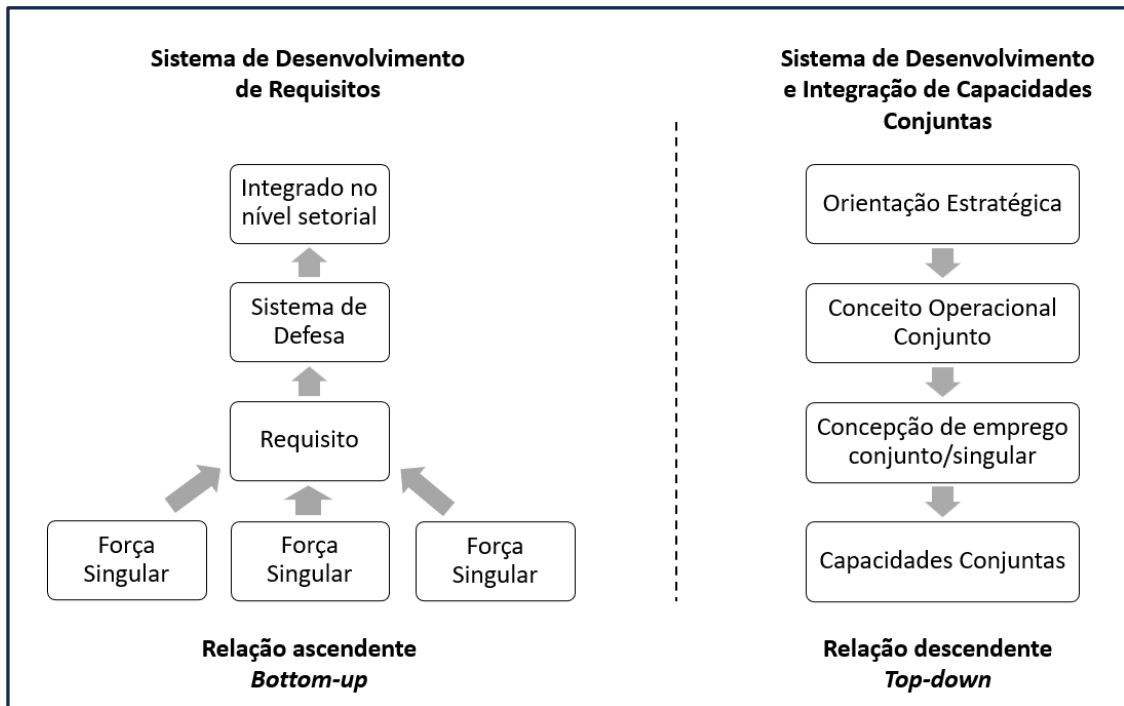 Sistema de Desenvolvimento
de Requisitos
Integrado no
nível setorial
Sistema de
Defesa
Requisito
Força
Singular
Força
Singular
Força
Singular
Relação ascendente
Bottom-up
Sistema de Desenvolvimento
e Integração de Capacidades
Conjuntas
Orientação Estratégica
Conceito Operacional
Conjunto
Concepção de emprego
conjunto/singular
Capacidades Conjuntas
Relação descendente
Top-down